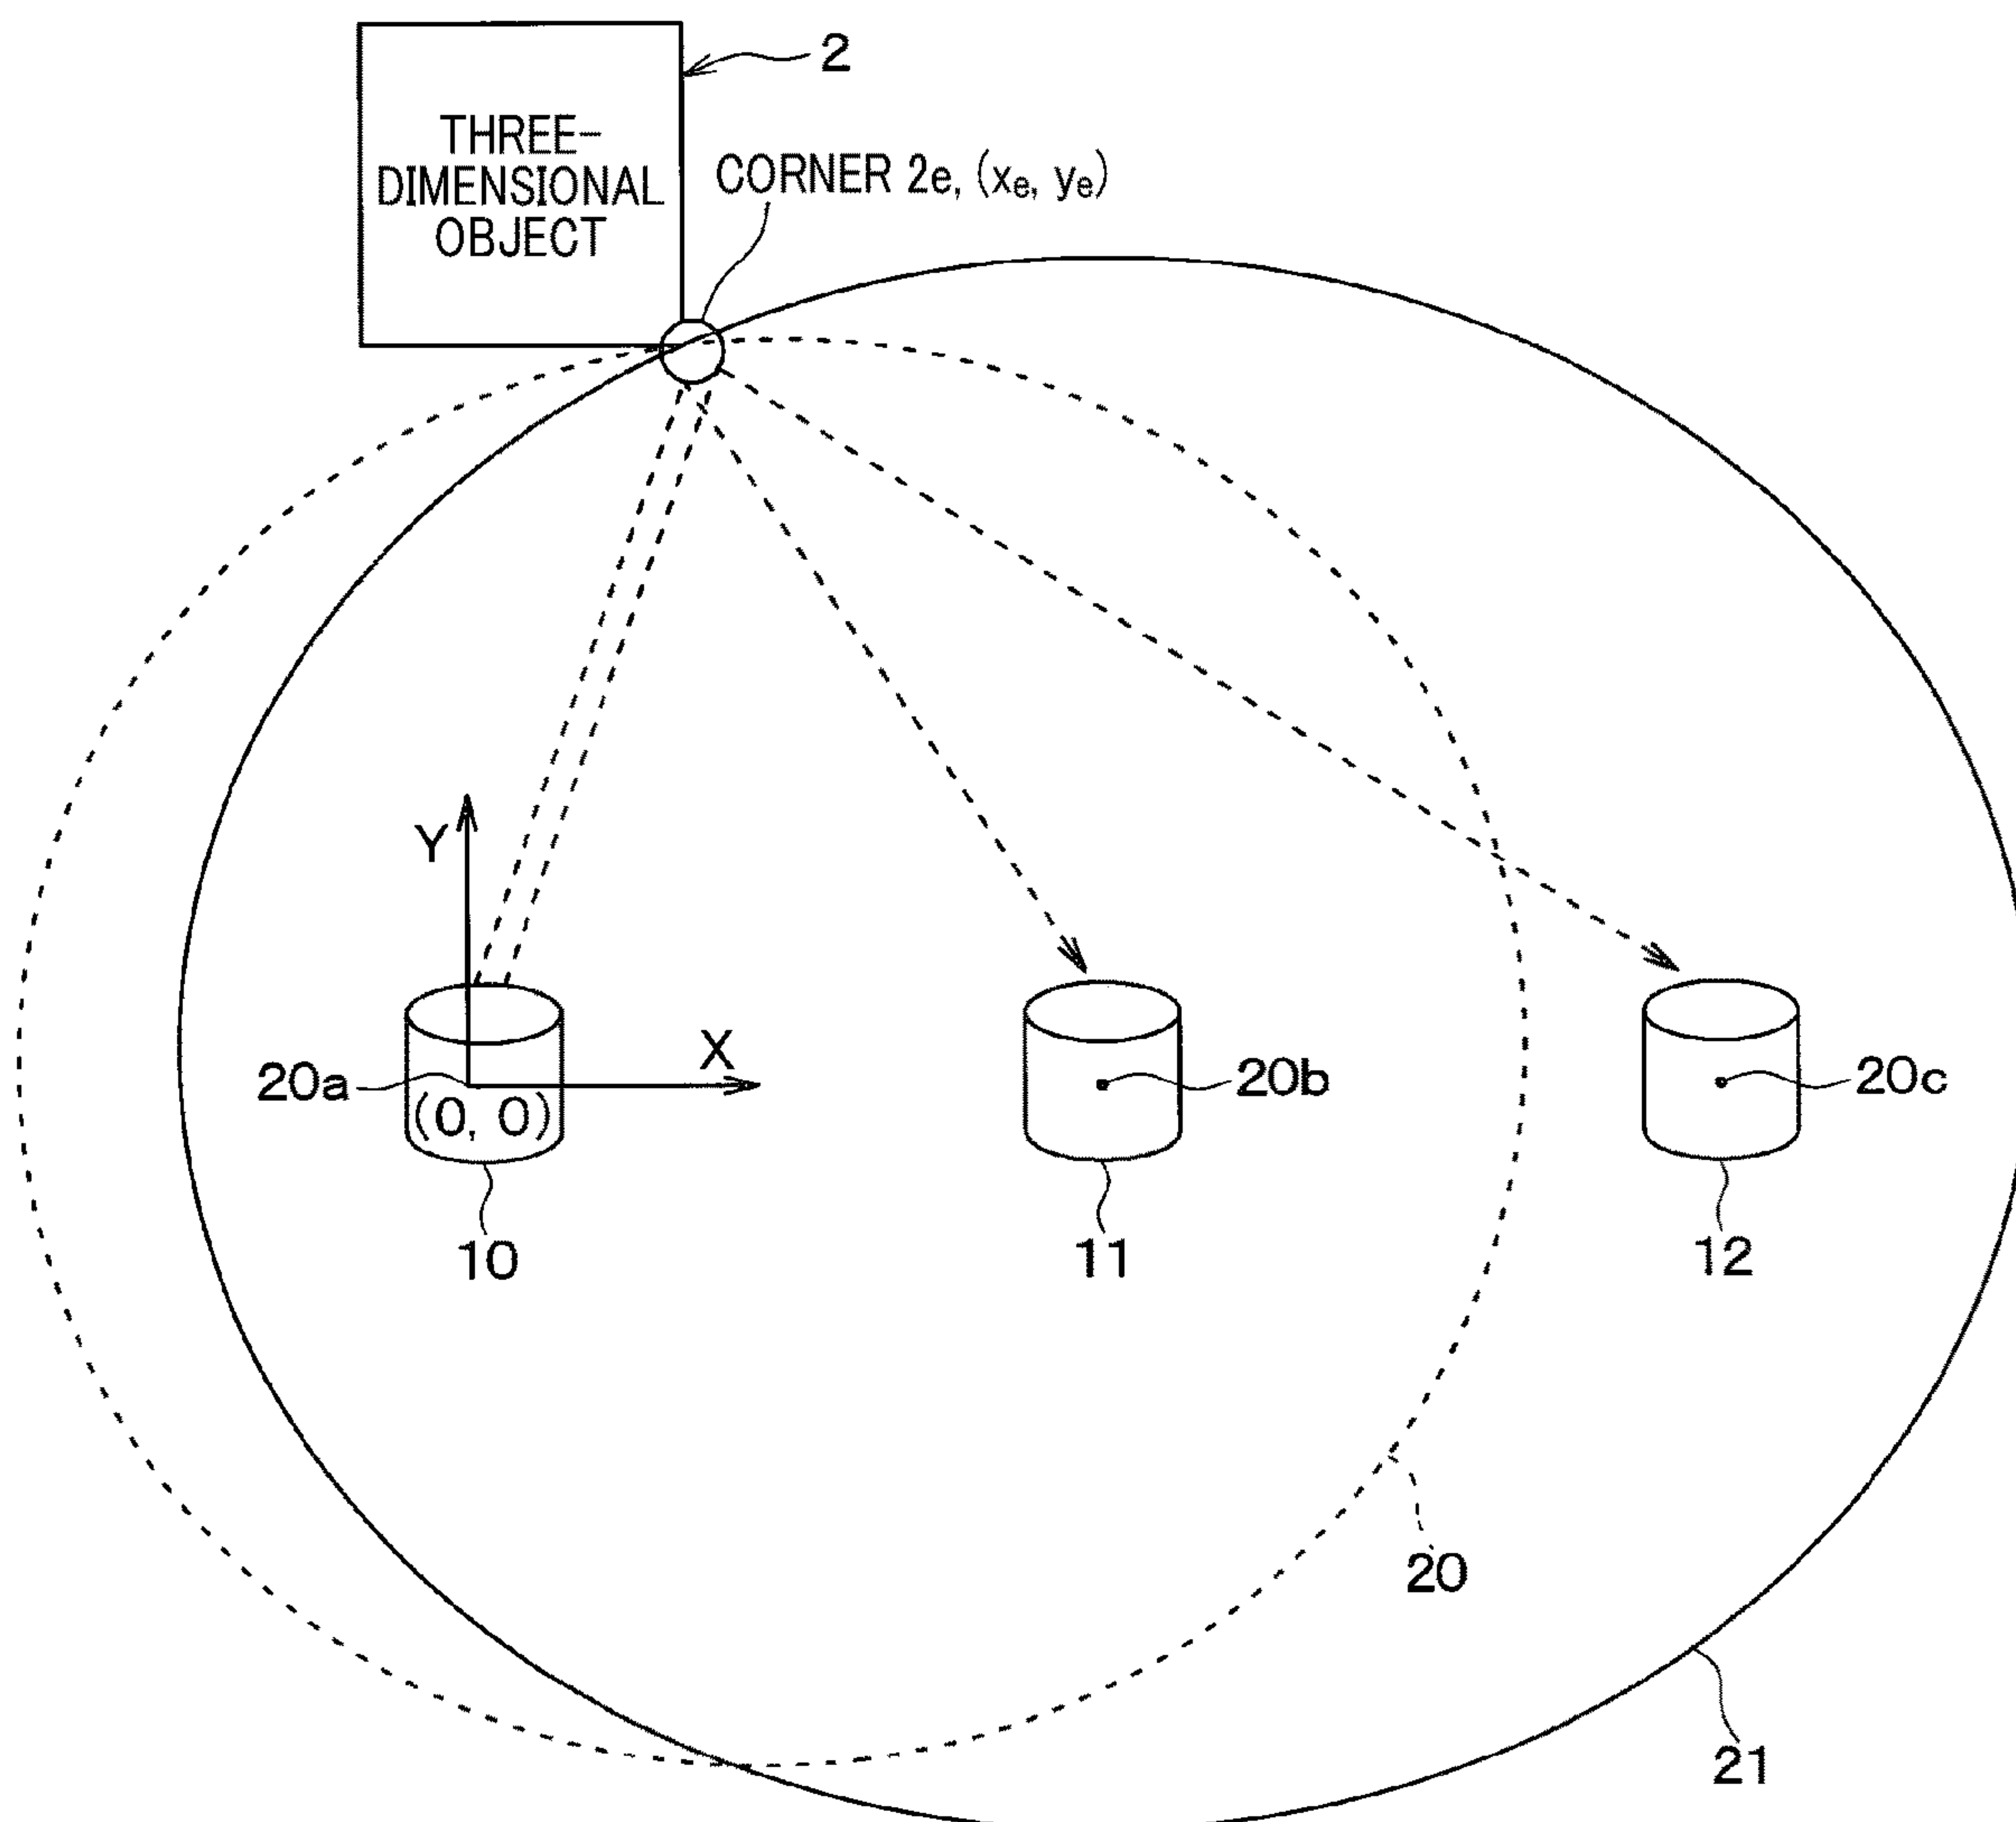 2
THREE-
DIMENSIONAL
OBJECT
CORNER 2e, (xe, ye)
Y
X
20a
(0, 0)
20b
20c
10
11
12
20
21